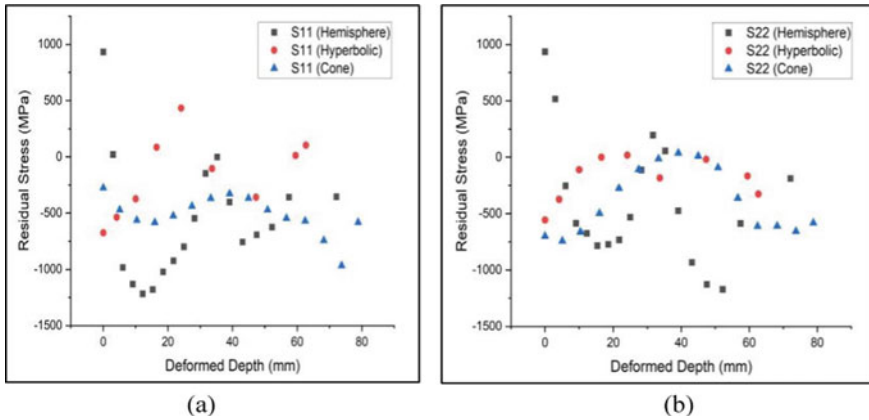 1000
500
0
-500
-1000
-1500
Residual Stress (MPa)
S11 (Hemisphere)
S11 (Hyperbolic)
S11 (Cone)
0
20
40
60
80
Deformed Depth (mm)
(a)
1000
500
0
-500
-1000
-1500
Residual Stress (MPa)
S22 (Hemisphere)
S22 (Hyperbolic)
S22 (Cone)
0
20
40
60
80
Deformed Depth (mm)
(b)